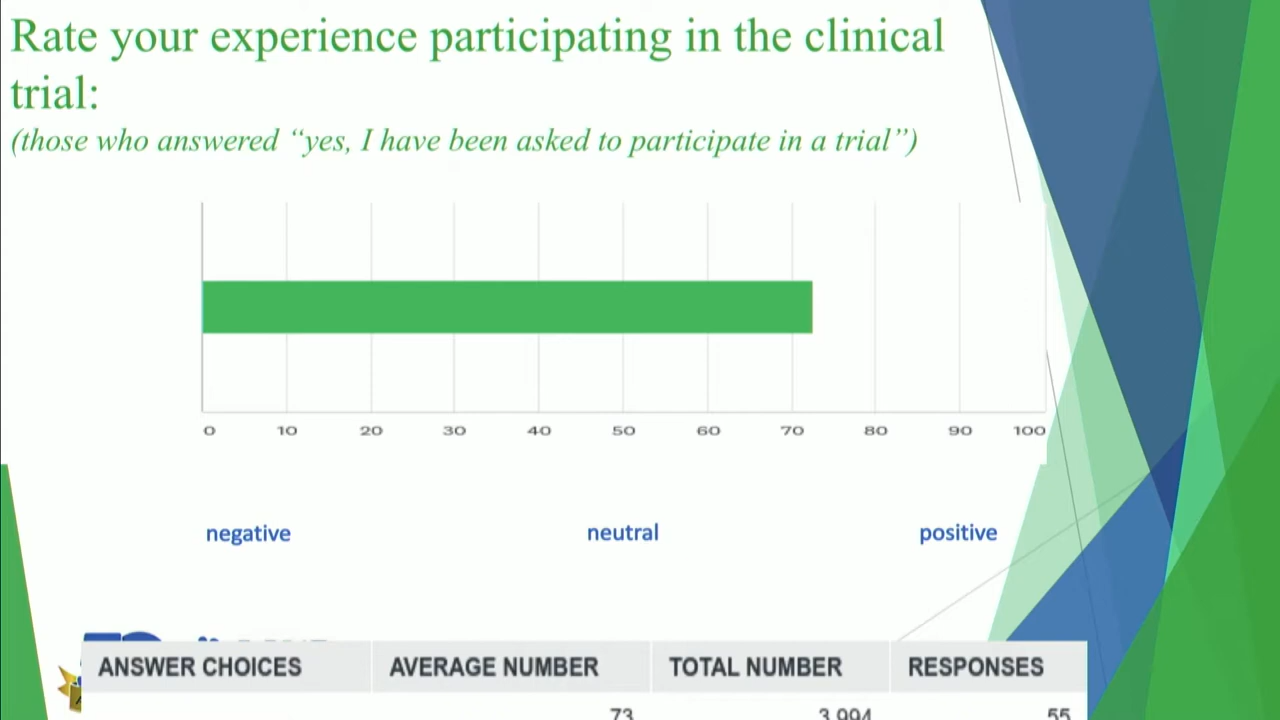 Rate your experience participating in the clinical
trial:
(those who answered “yes, I have been asked to participate in a trial”)
0 10 20 30 40 50 60 70 80 90 100
negative neutral positive
ANSWER CHOICES AVERAGE NUMBER TOTAL NUMBER RESPONSES
73 3,994 55